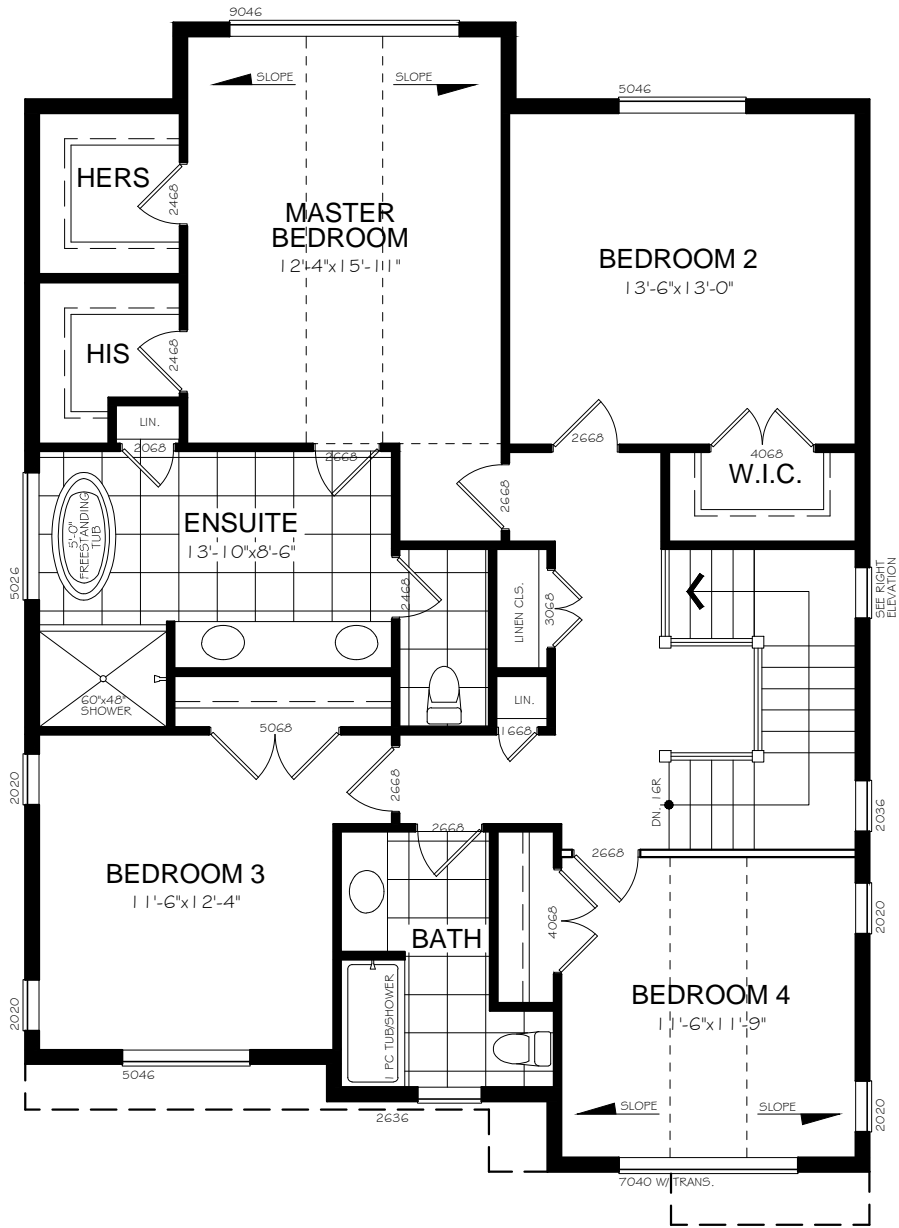 9046
SLOPE
SLOPE
5046
HERS
2468
MASTER
BEDROOM
12'-4"x15'-11"
BEDROOM 2
13'-6"x13'-0"
HIS
2468
LIN.
2068
2668
2668
4068
W.I.C.
2668
ENSUITE
13'-10"x8'-6"
5'-0"
FREESTANDING
TUB
5026
2468
LINEN CLS.
3068
SEE RIGHT
ELEVATION
60"x48"
SHOWER
5068
LIN.
1668
2020
2668
DN. 16R
2036
2668
2668
BEDROOM 3
11'-6"x12'-4"
4068
2020
BATH
1 PC TUB/SHOWER
BEDROOM 4
11'-6"x11'-9"
2020
5046
2636
SLOPE
SLOPE
2020
7040 W/ TRANS.